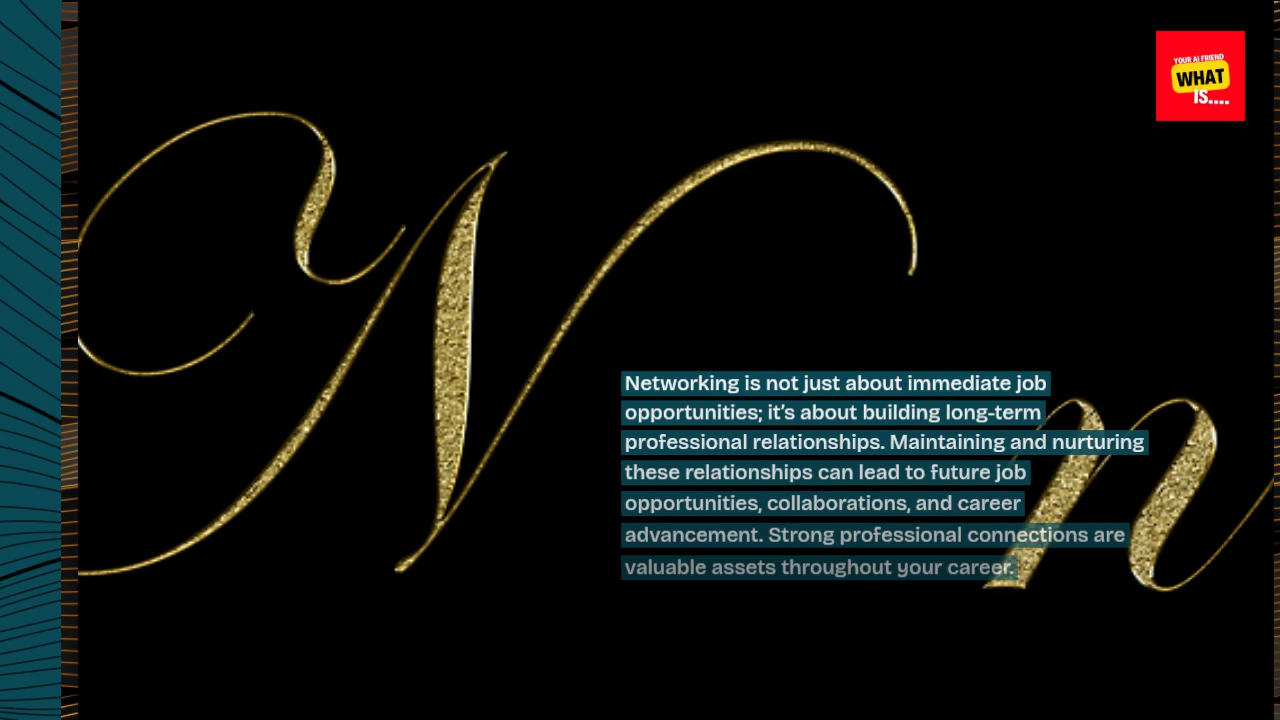 YOUR AI FRIEND
WHAT
IS....
N n
Networking is not just about immediate job
opportunities; it's about building long-term
professional relationships. Maintaining and nurturing
these relationships can lead to future job
opportunities, collaborations, and career
advancement. Strong professional connections are
valuable assets throughout your career.